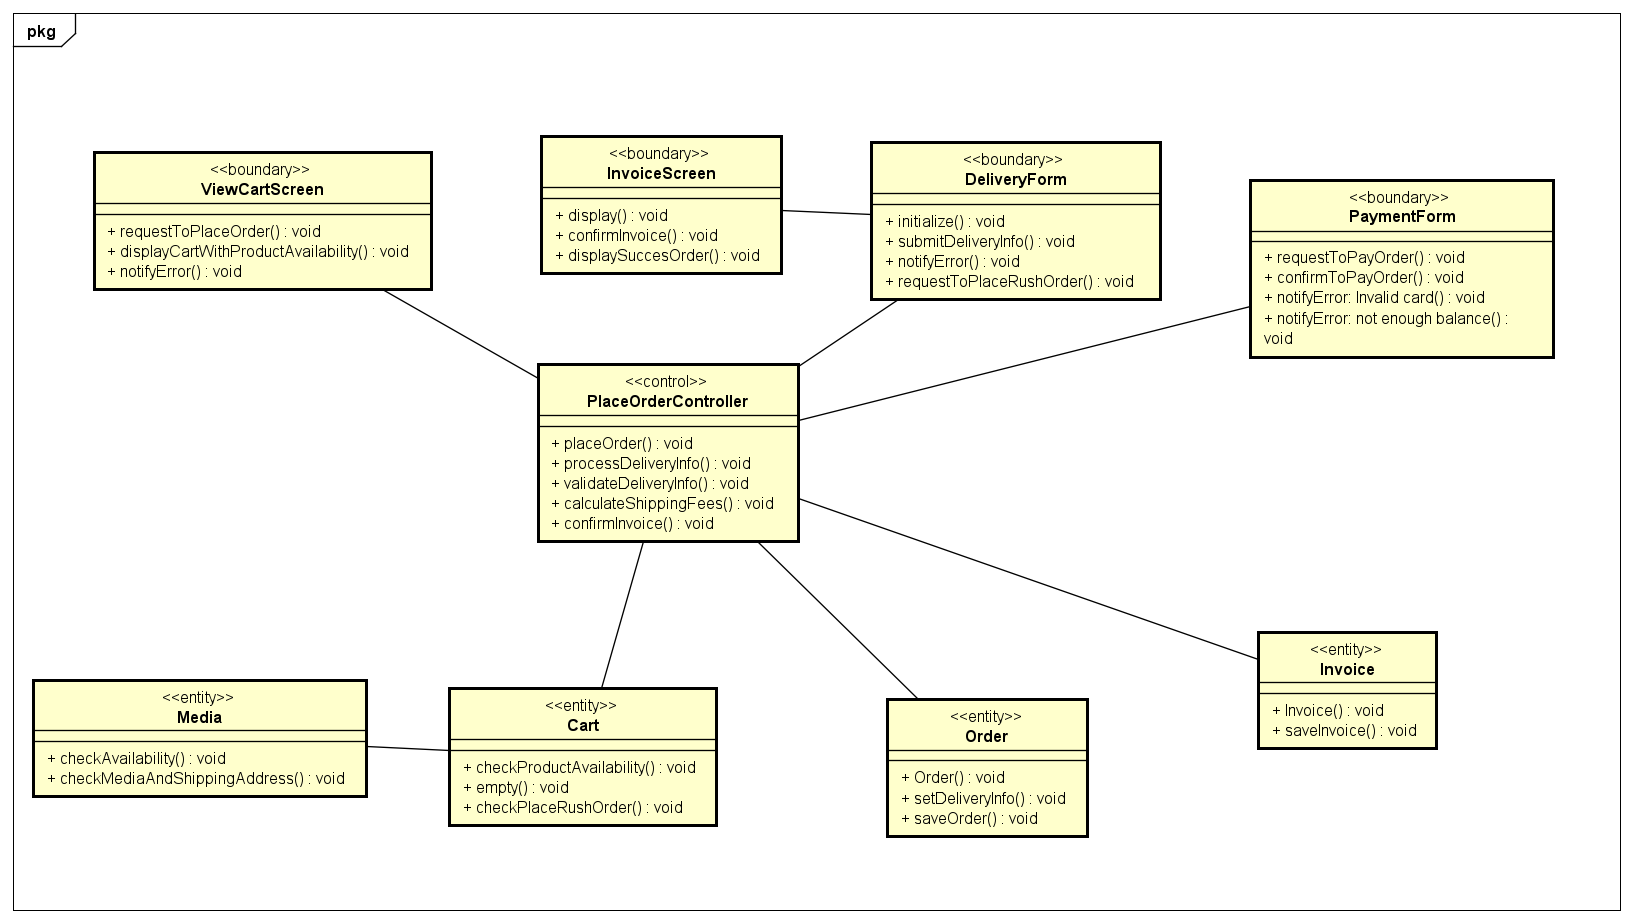 pkg
<<boundary>>
ViewCartScreen
+ requestToPlaceOrder() : void
+ displayCartWithProductAvailability() : void
+ notifyError() : void
<<boundary>>
InvoiceScreen
+ display() : void
+ confirmInvoice() : void
+ displaySuccesOrder() : void
<<boundary>>
DeliveryForm
+ initialize() : void
+ submitDeliveryInfo() : void
+ notifyError() : void
+ requestToPlaceRushOrder() : void
<<boundary>>
PaymentForm
+ requestToPayOrder() : void
+ confirmToPayOrder() : void
+ notifyError: Invalid card() : void
+ notifyError: not enough balance() :
void
<<control>>
PlaceOrderController
+ placeOrder() : void
+ processDeliveryInfo() : void
+ validateDeliveryInfo() : void
+ calculateShippingFees() : void
+ confirmInvoice() : void
<<entity>>
Media
+ checkAvailability() : void
+ checkMediaAndShippingAddress() : void
<<entity>>
Cart
+ checkProductAvailability() : void
+ empty() : void
+ checkPlaceRushOrder() : void
<<entity>>
Order
+ Order() : void
+ setDeliveryInfo() : void
+ saveOrder() : void
<<entity>>
Invoice
+ Invoice() : void
+ saveInvoice() : void